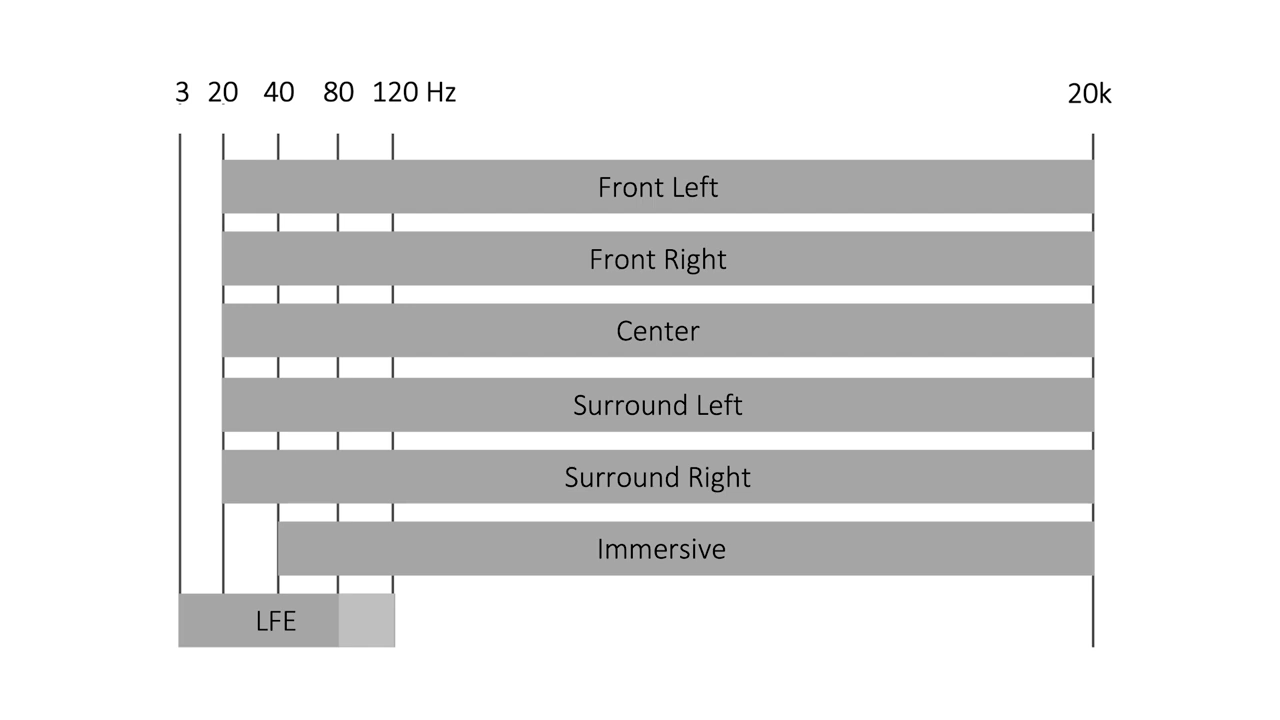 3 20 40 80 120 Hz 20k
Front Left
Front Right
Center
Surround Left
Surround Right
Immersive
LFE